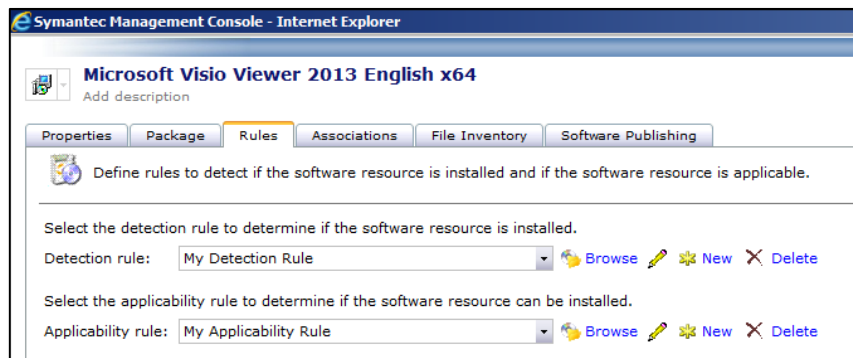 Symantec Management Console - Internet Explorer
Microsoft Visio Viewer 2013 English x64
Add description
Properties Package Rules Associations File Inventory Software Publishing
Define rules to detect if the software resource is installed and if the software resource is applicable.
Select the detection rule to determine if the software resource is installed.
Detection rule: My Detection Rule Browse New Delete
Select the applicability rule to determine if the software resource can be installed.
Applicability rule: My Applicability Rule Browse New Delete